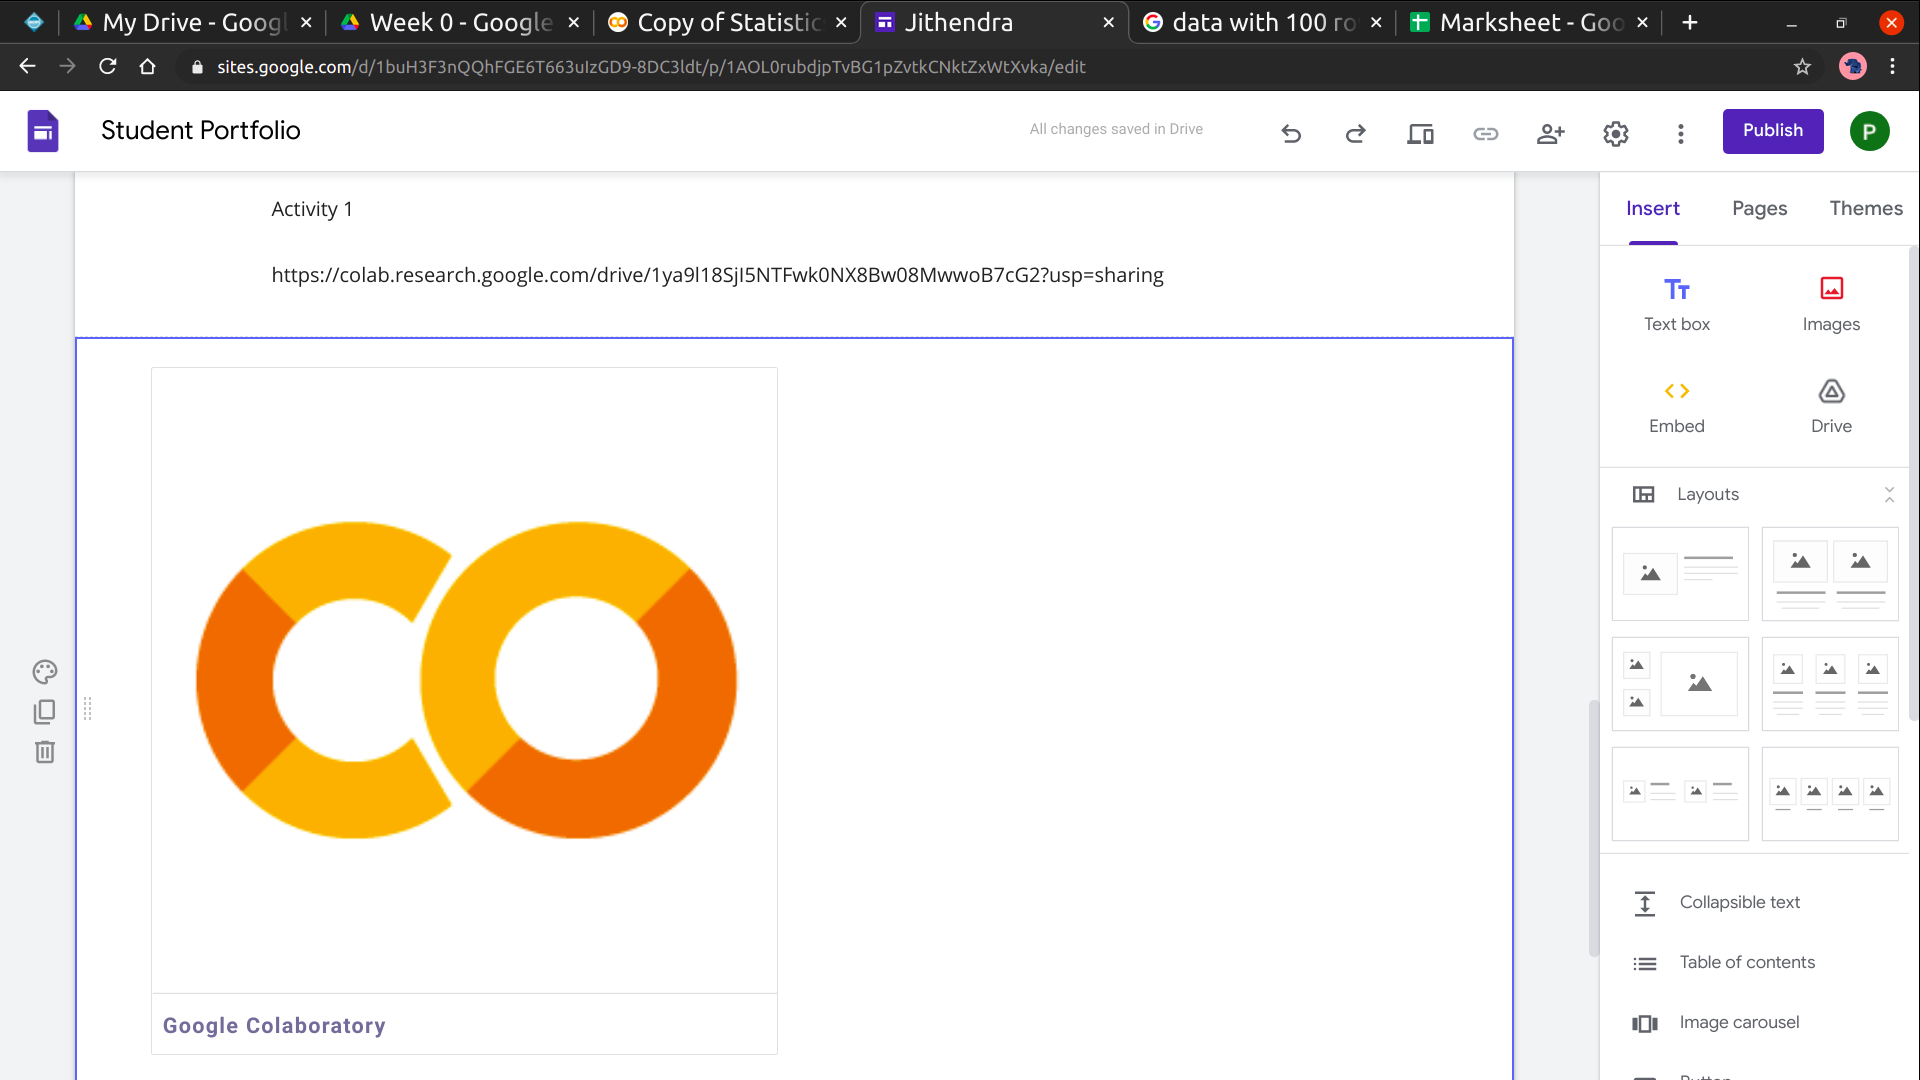 My Drive - Googl
Week 0 - Google
Copy of Statistic
Jithendra
data with 100 ro
Marksheet - Goo
sites.google.com/d/1buH3F3nQQhFGE6T663uIzGD9-8DC3ldt/p/1AOL0rubdjpTvBG1pZvtkCNktZxWtXvka/edit
Student Portfolio
All changes saved in Drive
Publish
P
Activity 1
https://colab.research.google.com/drive/1ya9l18SjI5NTFwk0NX8Bw08MwwoB7cG2?usp=sharing
Google Colaboratory
Insert
Pages
Themes
Text box
Images
Embed
Drive
Layouts
Collapsible text
Table of contents
Image carousel